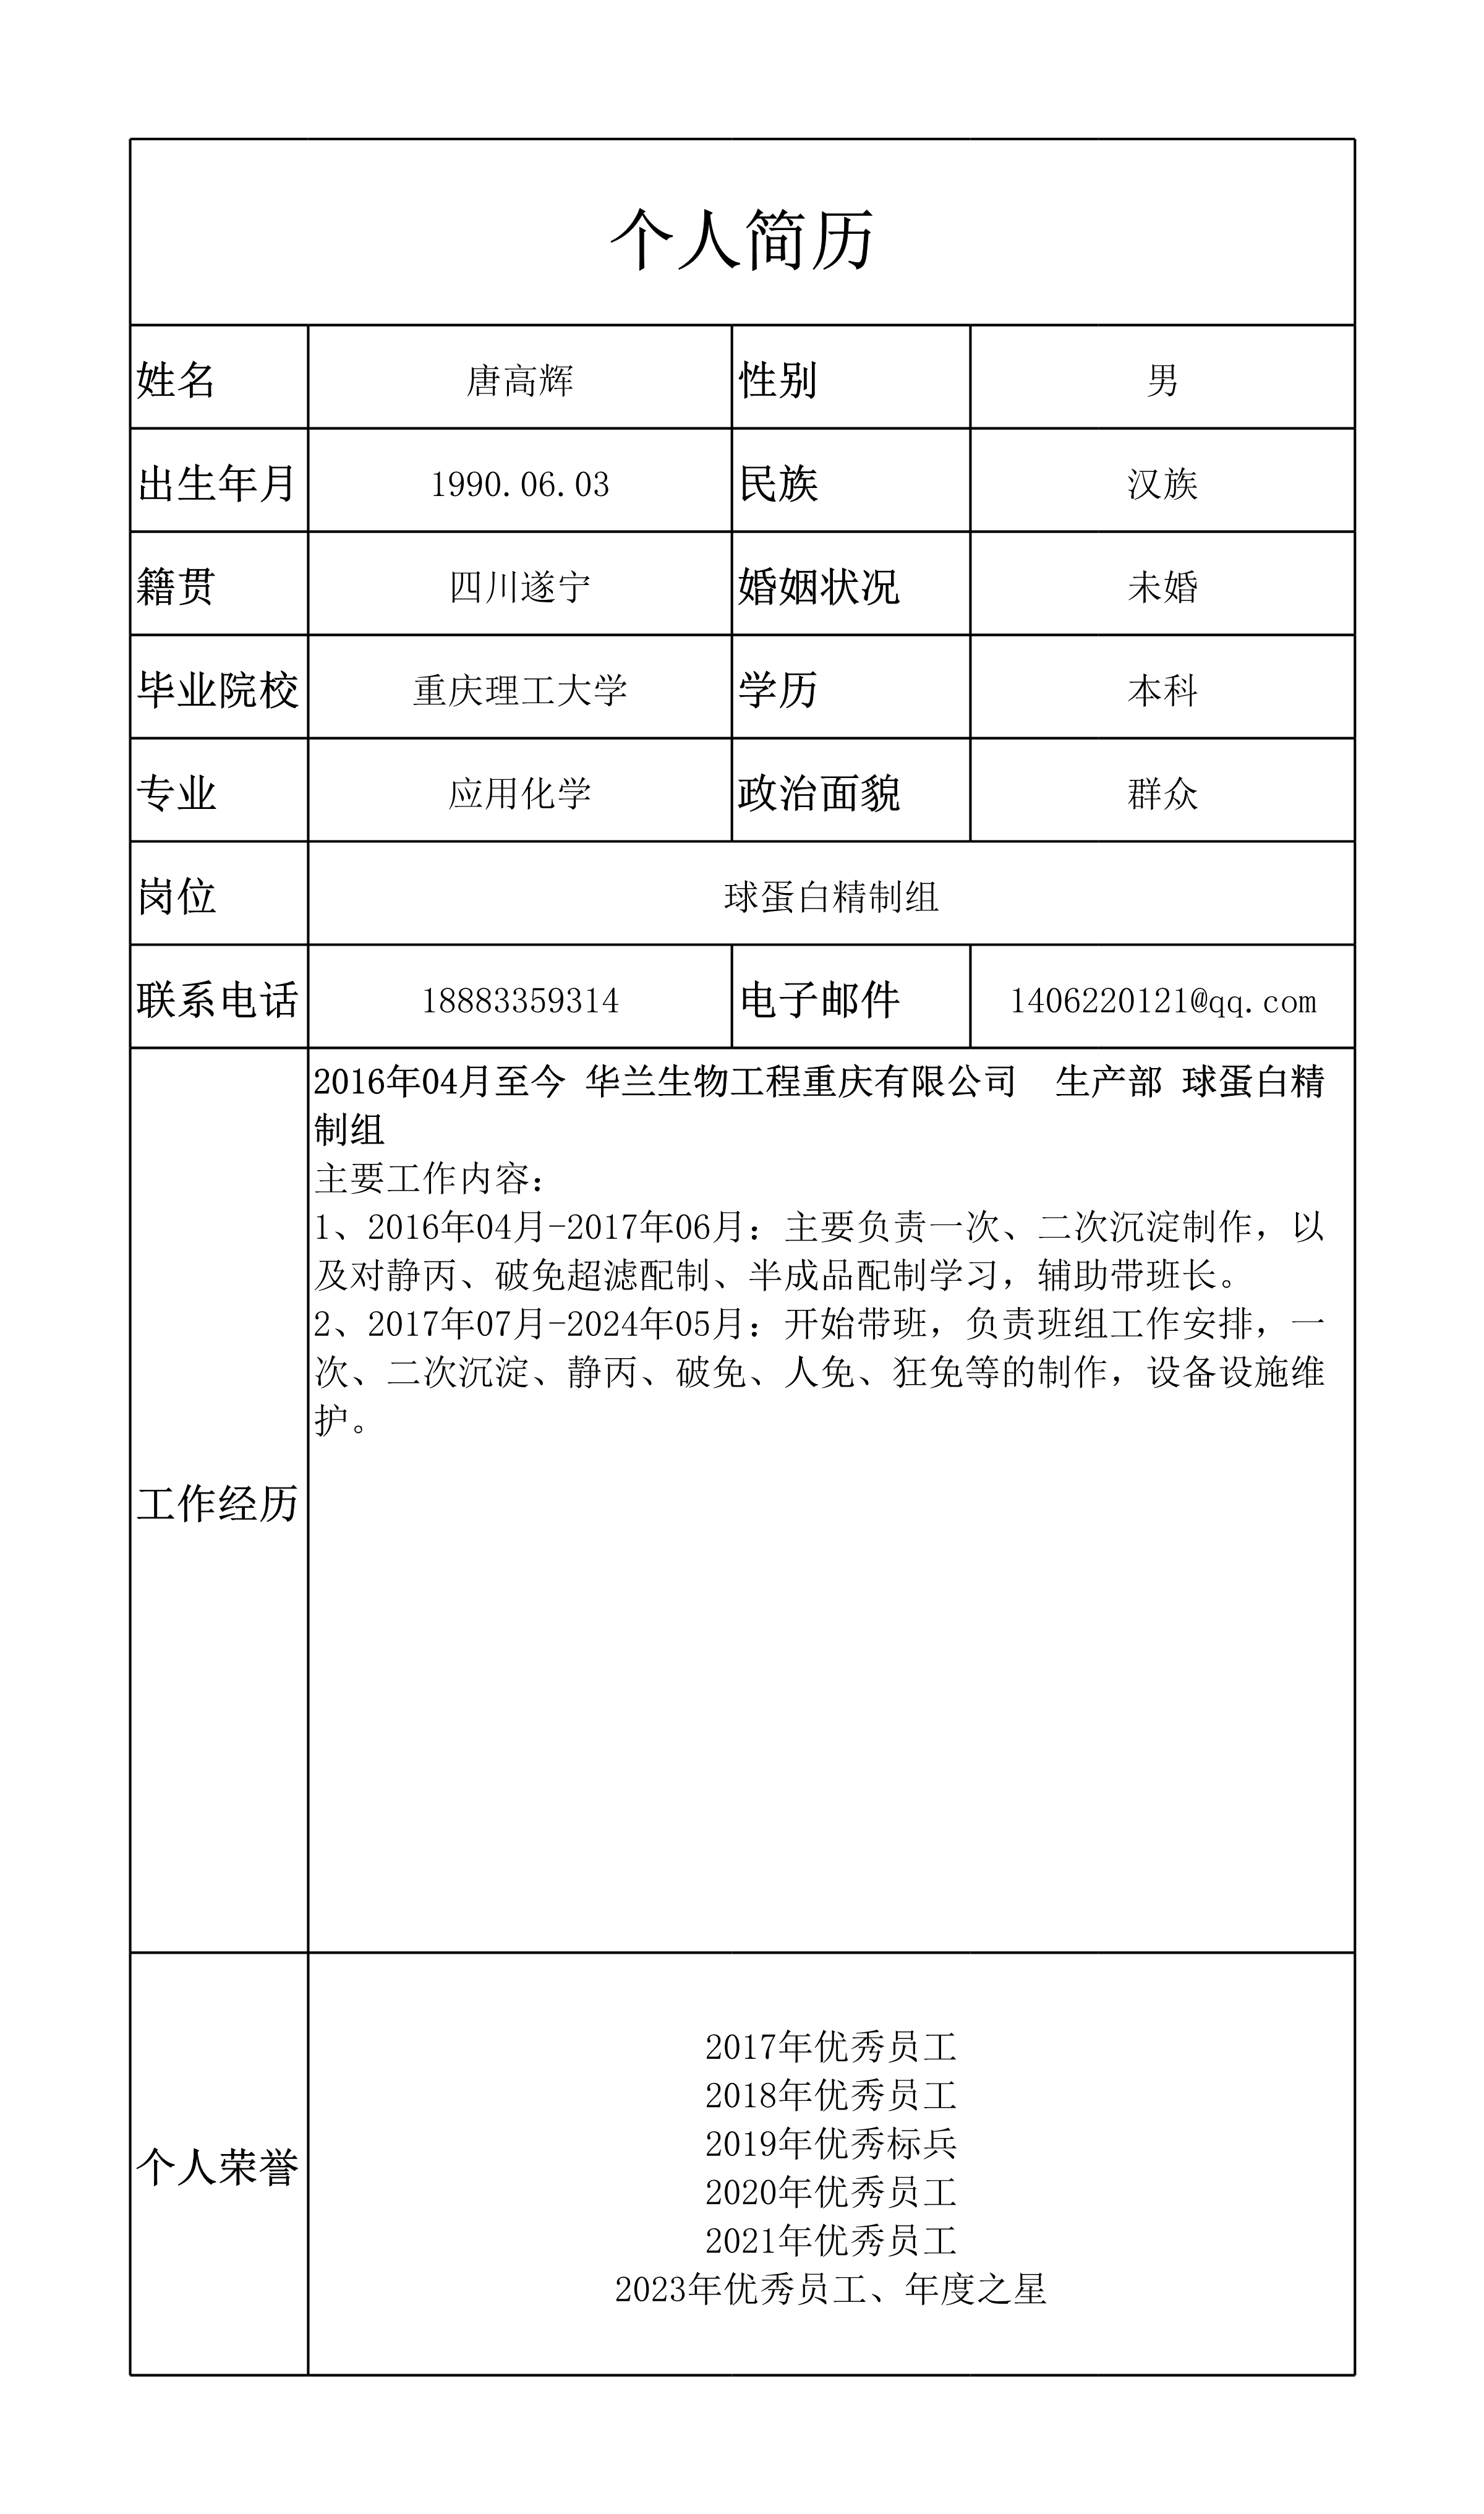 个人简历
姓名 唐高辉 性别 男
出生年月 1990.06.03 民族 汉族
籍贯 四川遂宁 婚姻状况 未婚
毕业院校 重庆理工大学 学历 本科
专业 应用化学 政治面貌 群众
岗位 球蛋白精制组
联系电话 18883359314 电子邮件 1406220121@qq.com
工作经历
2016年04月至今 华兰生物工程重庆有限公司  生产部 球蛋白精
制组
主要工作内容：
1、2016年04月-2017年06月：主要负责一次、二次沉淀制作，以
及对静丙、破免超滤配制、半成品配制学习，辅助带班长。
2、2017年07月-2024年05月：开始带班，负责班组工作安排，一
次、二次沉淀、静丙、破免、人免、狂免等的制作，设备设施维
护。
个人荣誉
2017年优秀员工
2018年优秀员工
2019年优秀标兵
2020年优秀员工
2021年优秀员工
2023年优秀员工、年度之星